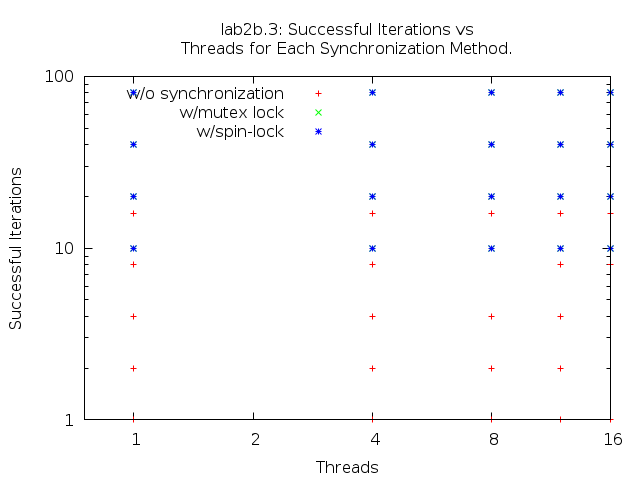 lab2b.3: Successful Iterations vs
Threads for Each Synchronization Method.
100
10
1
Successful Iterations
w/o synchronization
w/mutex lock
w/spin-lock
1
2
4
8
16
Threads